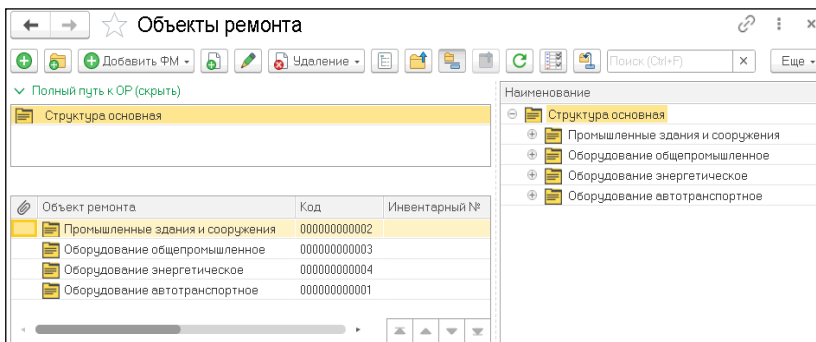 Объекты ремонта
Добавить ФМ Удаление Поиск (Ctrl+F) × Еще
Полный путь к ОР (скрыть)
Структура основная
Объект ремонта Код Инвентарный №
Промышленные здания и сооружения 000000000002
Оборудование общепромышленное 000000000003
Оборудование энергетическое 000000000004
Оборудование автотранспортное 000000000001
Наименование
Структура основная
Промышленные здания и сооружения
Оборудование общепромышленное
Оборудование энергетическое
Оборудование автотранспортное